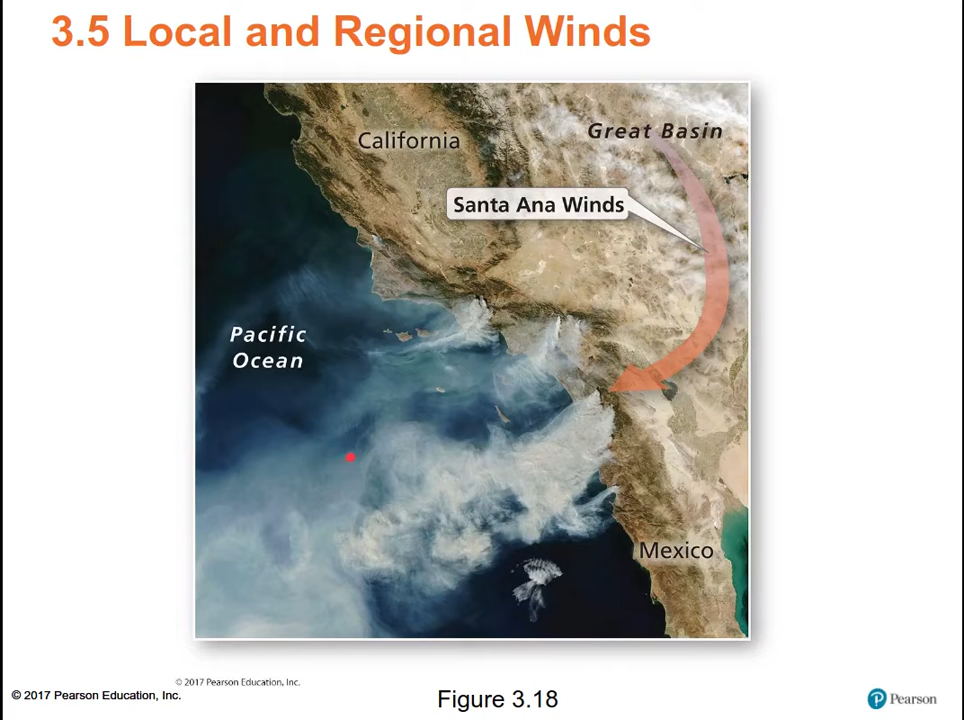 3.5 Local and Regional Winds
California
Great Basin
Santa Ana Winds
Pacific
Ocean
Mexico
© 2017 Pearson Education, Inc.
© 2017 Pearson Education, Inc.
Figure 3.18
Pearson